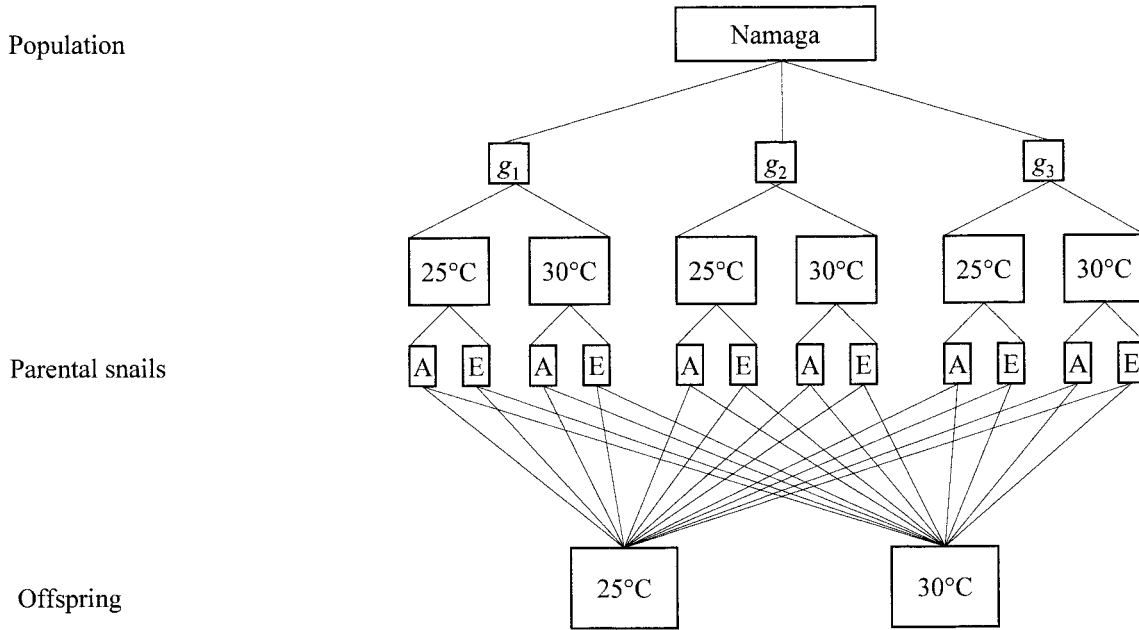 Population
Namaga
g₁ g₂ g₃
25°C 30°C 25°C 30°C 25°C 30°C
Parental snails
A E A E A E A E A E A E
Offspring
25°C 30°C